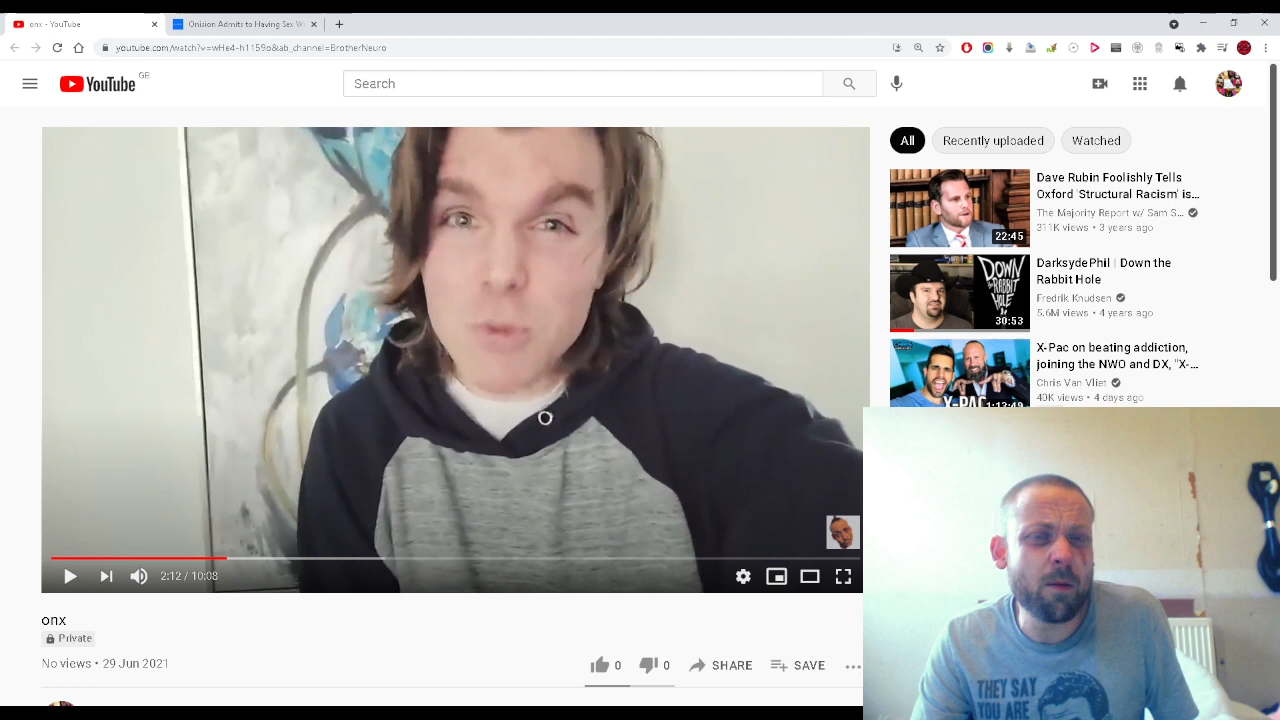 onx - YouTube
Onision Admits to Having Sex W
youtube.com/watch?v=wHe4-h1159o&ab_channel=BrotherNeuro
YouTube GB
Search
All
Recently uploaded
Watched
Dave Rubin Foolishly Tells
Oxford 'Structural Racism' is...
The Majority Report w/ Sam S...
311K views • 3 years ago
22:45
DarksydePhil | Down the
Rabbit Hole
Fredrik Knudsen
5.6M views • 4 years ago
DOWN
THE
RABBIT
HOLE
30:53
X-Pac on beating addiction,
joining the NWO and DX, "X-...
Chris Van Vliet
40K views • 4 days ago
X-PAC
1:13:49
2:12 / 10:08
onx
Private
No views • 29 Jun 2021
0
0
SHARE
SAVE
THEY SAY
YOU ARE